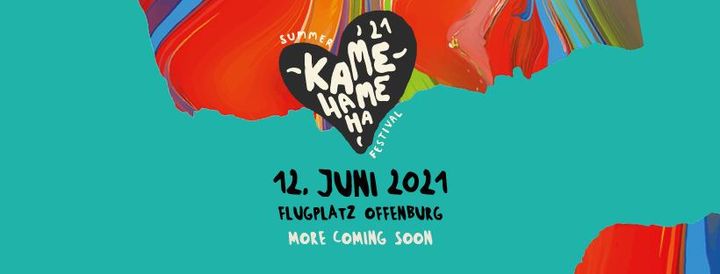 SUMMER
'21
KAME
HAME
HA
FESTIVAL
12. JUNI 2021
FLUGPLATZ OFFENBURG
MORE COMING SOON